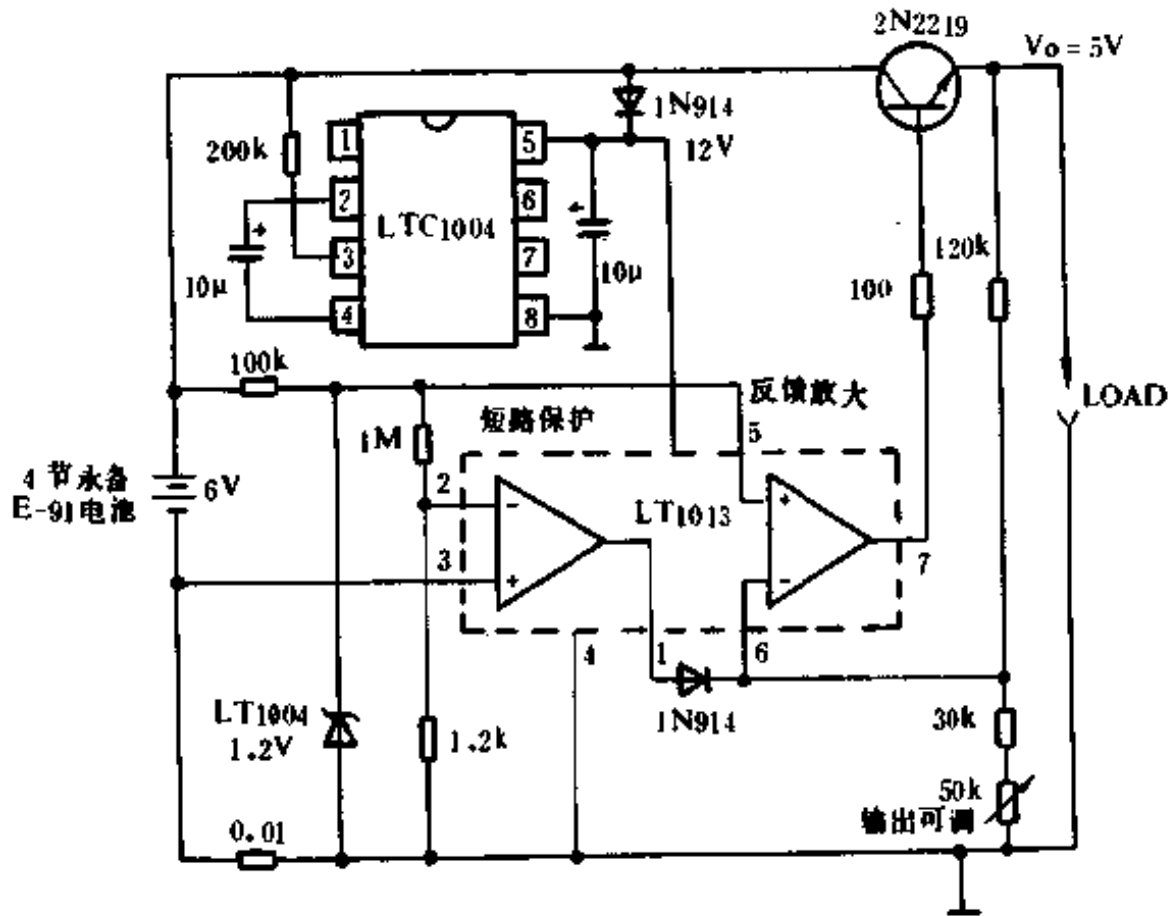 2N2219
Vo = 5V
1N914
200k
1
2
3
4
5
6
7
8
LTC1004
12V
+
10μ
+
10μ
120k
100
100k
反馈放大
LOAD
短路保护
5
1M
4 节永备
E-91电池
6V
2
-
3
+
LT1013
+
-
7
4
1
6
1N914
LT1004
1.2V
1.2k
30k
50k
输出可调
0.01